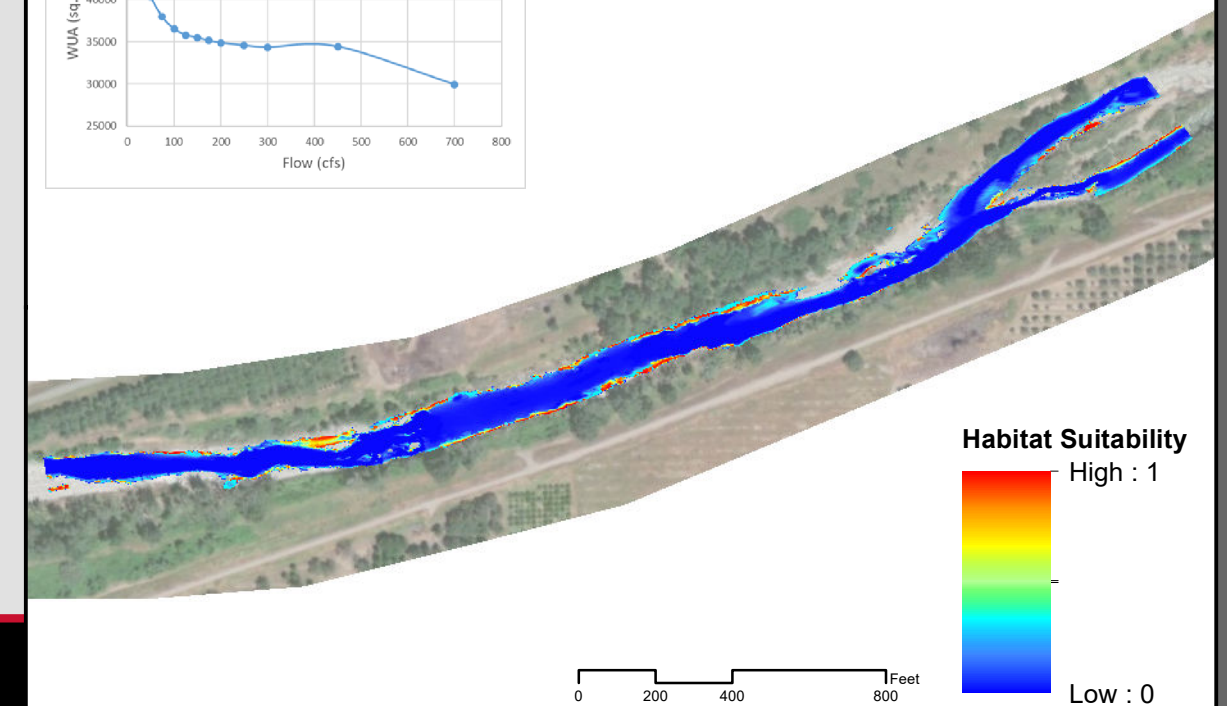 40000
35000
30000
25000
WUA (sq.
0 100 200 300 400 500 600 700 800
Flow (cfs)
Habitat Suitability
High : 1
Low : 0
Feet
0 200 400 800